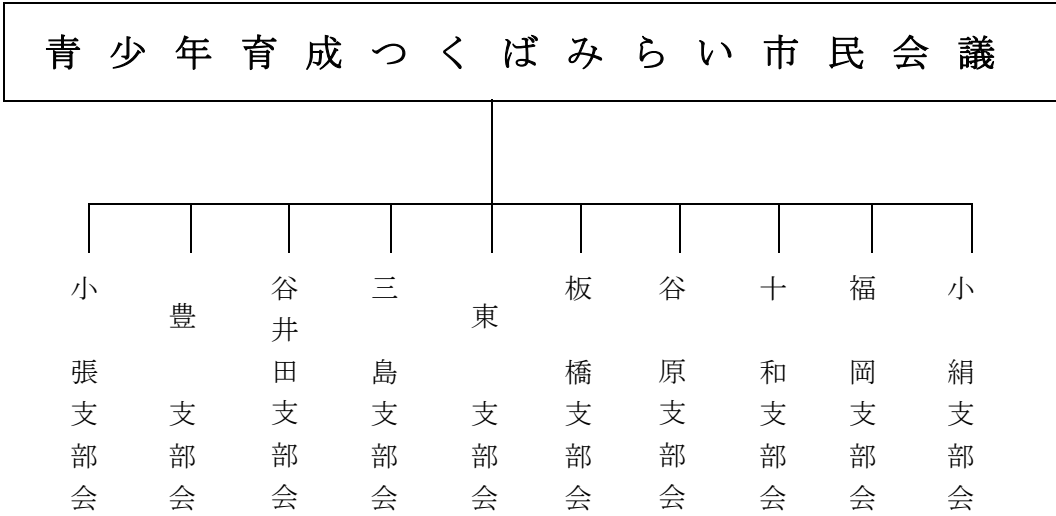 青少年育成つくばみらい市民会議
小張支部会
豊支部会
谷井田支部会
三島支部会
東支部会
板橋支部会
谷原支部会
十和支部会
福岡支部会
小絹支部会